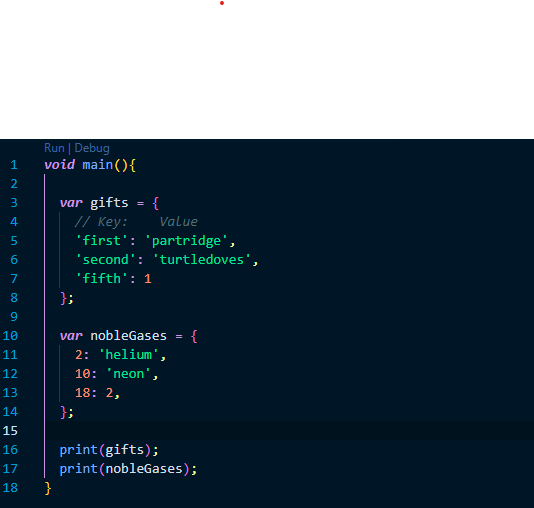 Run | Debug
1 void main(){
2
3 var gifts = {
4 // Key:    Value
5 'first': 'partridge',
6 'second': 'turtledoves',
7 'fifth': 1
8 };
9
10 var nobleGases = {
11 2: 'helium',
12 10: 'neon',
13 18: 2,
14 };
15
16 print(gifts);
17 print(nobleGases);
18 }